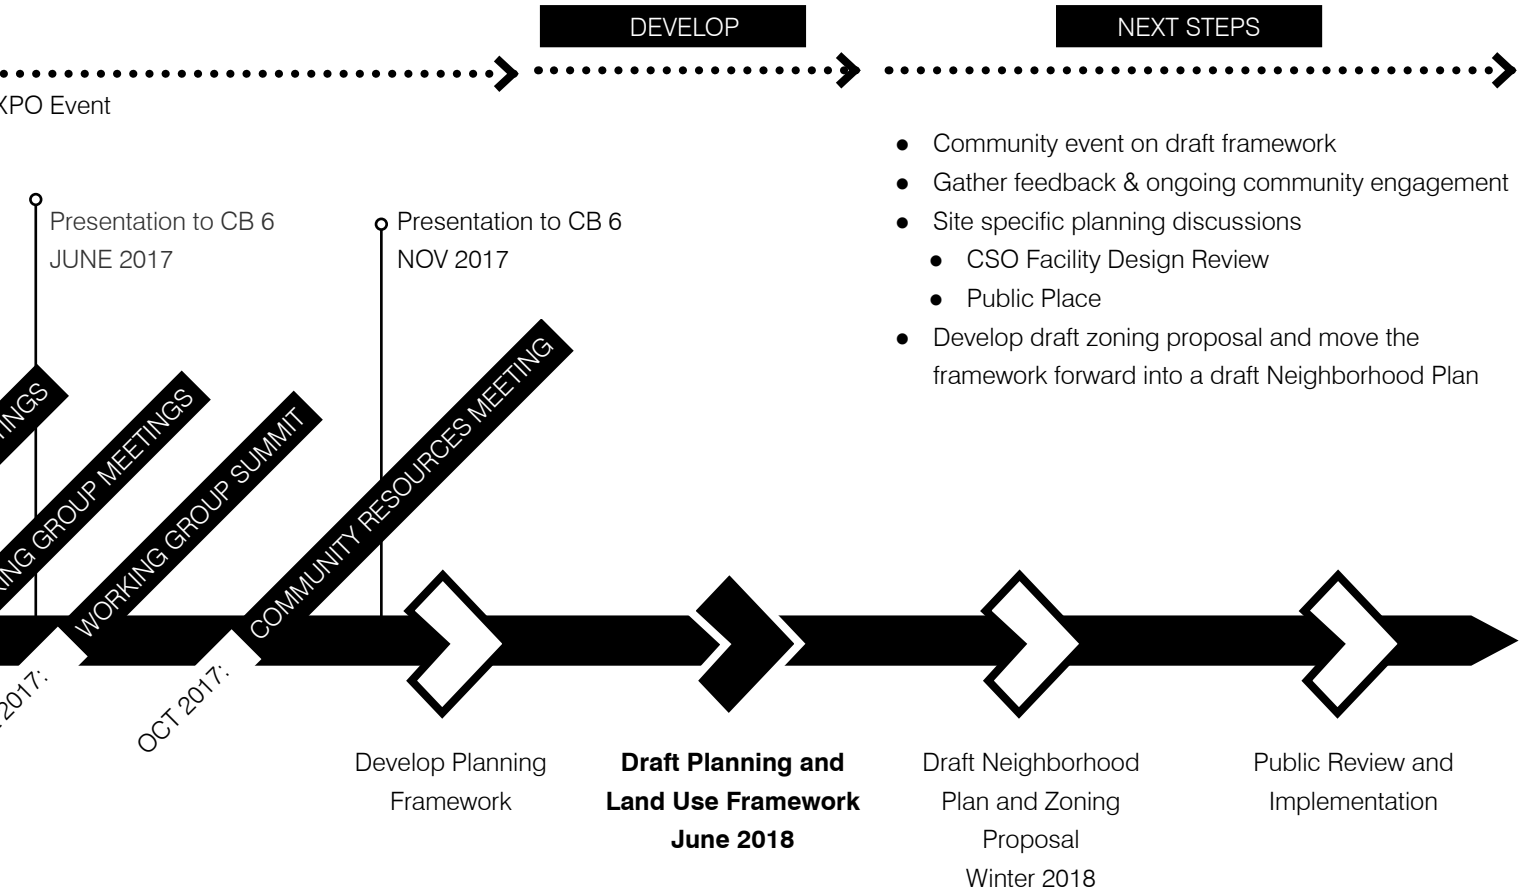 DEVELOP
NEXT STEPS
XPO Event
Community event on draft framework
Gather feedback & ongoing community engagement
Site specific planning discussions
CSO Facility Design Review
Public Place
Develop draft zoning proposal and move the
framework forward into a draft Neighborhood Plan
Presentation to CB 6
JUNE 2017
Presentation to CB 6
NOV 2017
TINGS
KING GROUP MEETINGS
WORKING GROUP SUMMIT
COMMUNITY RESOURCES MEETING
2017:
OCT 2017:
Develop Planning
Framework
Draft Planning and
Land Use Framework
June 2018
Draft Neighborhood
Plan and Zoning
Proposal
Winter 2018
Public Review and
Implementation